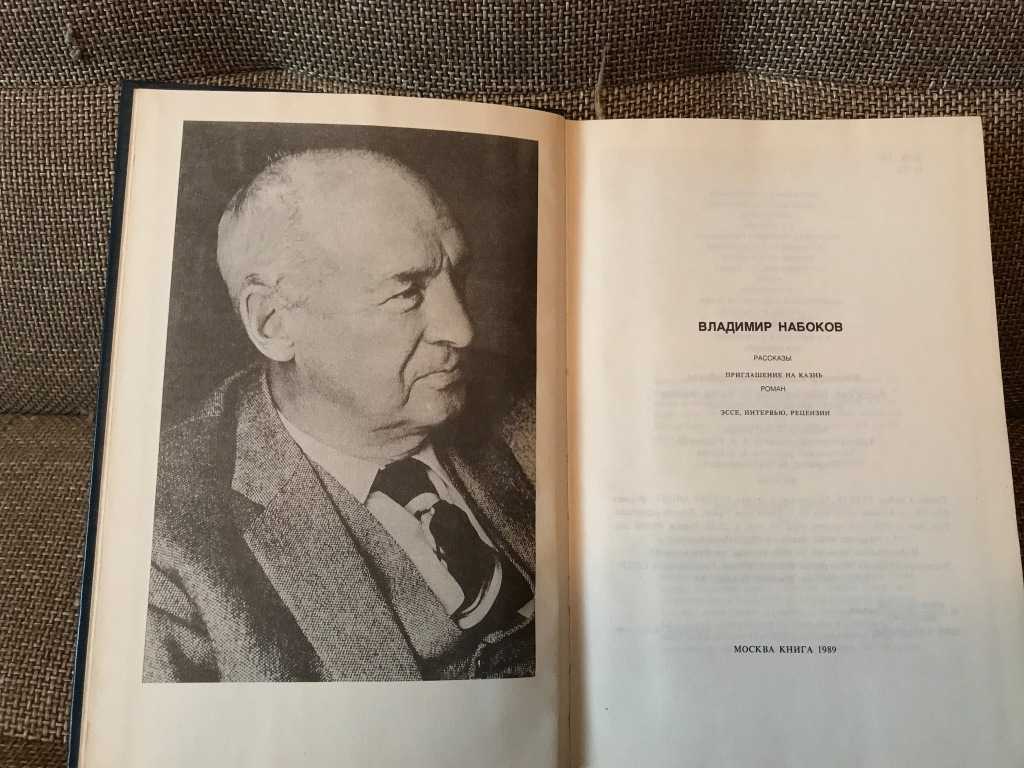 ВЛАДИМИР НАБОКОВ
РАССКАЗЫ
ПРИГЛАШЕНИЕ НА КАЗНЬ
РОМАН
ЭССЕ, ИНТЕРВЬЮ, РЕЦЕНЗИИ
МОСКВА КНИГА 1989